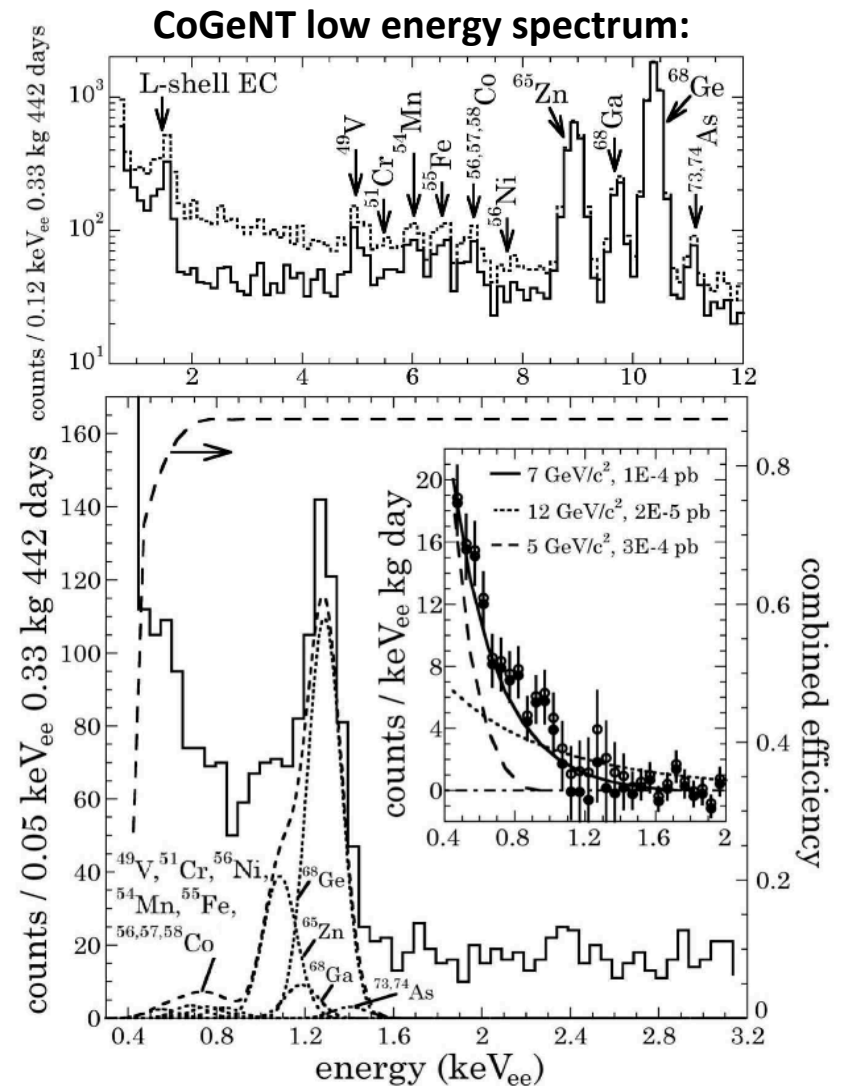 CoGeNT low energy spectrum:
counts / 0.12 keVee 0.33 kg 442 days
10³
10²
10¹
L-shell EC
⁴⁹V
⁵¹Cr
⁵⁴Mn
⁵⁵Fe
⁵⁶,⁵⁷,⁵⁸Co
⁵⁶Ni
⁶⁵Zn
⁶⁸Ga
⁶⁸Ge
⁷³,⁷⁴As
2 4 6 8 10 12
counts / 0.05 keVee 0.33 kg 442 days
160
140
120
100
80
60
40
20
0
counts / keVee kg day
20
16
12
8
4
0
7 GeV/c², 1E-4 pb
12 GeV/c², 2E-5 pb
5 GeV/c², 3E-4 pb
0.4 0.8 1.2 1.6 2
combined efficiency
0.8
0.6
0.4
0.2
0
⁴⁹V, ⁵¹Cr, ⁵⁶Ni,
⁵⁴Mn, ⁵⁵Fe,
⁵⁶,⁵⁷,⁵⁸Co
⁶⁸Ge
⁶⁵Zn
⁶⁸Ga
⁷³,⁷⁴As
0.4 0.8 1.2 1.6 2 2.4 2.8 3.2
energy (keVee)